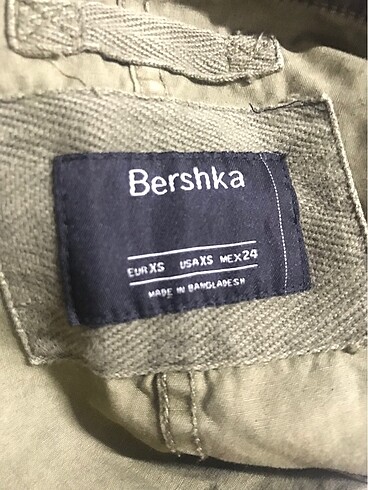 Bershka
EUR XS USA XS MEX 24
MADE IN BANGLADESH